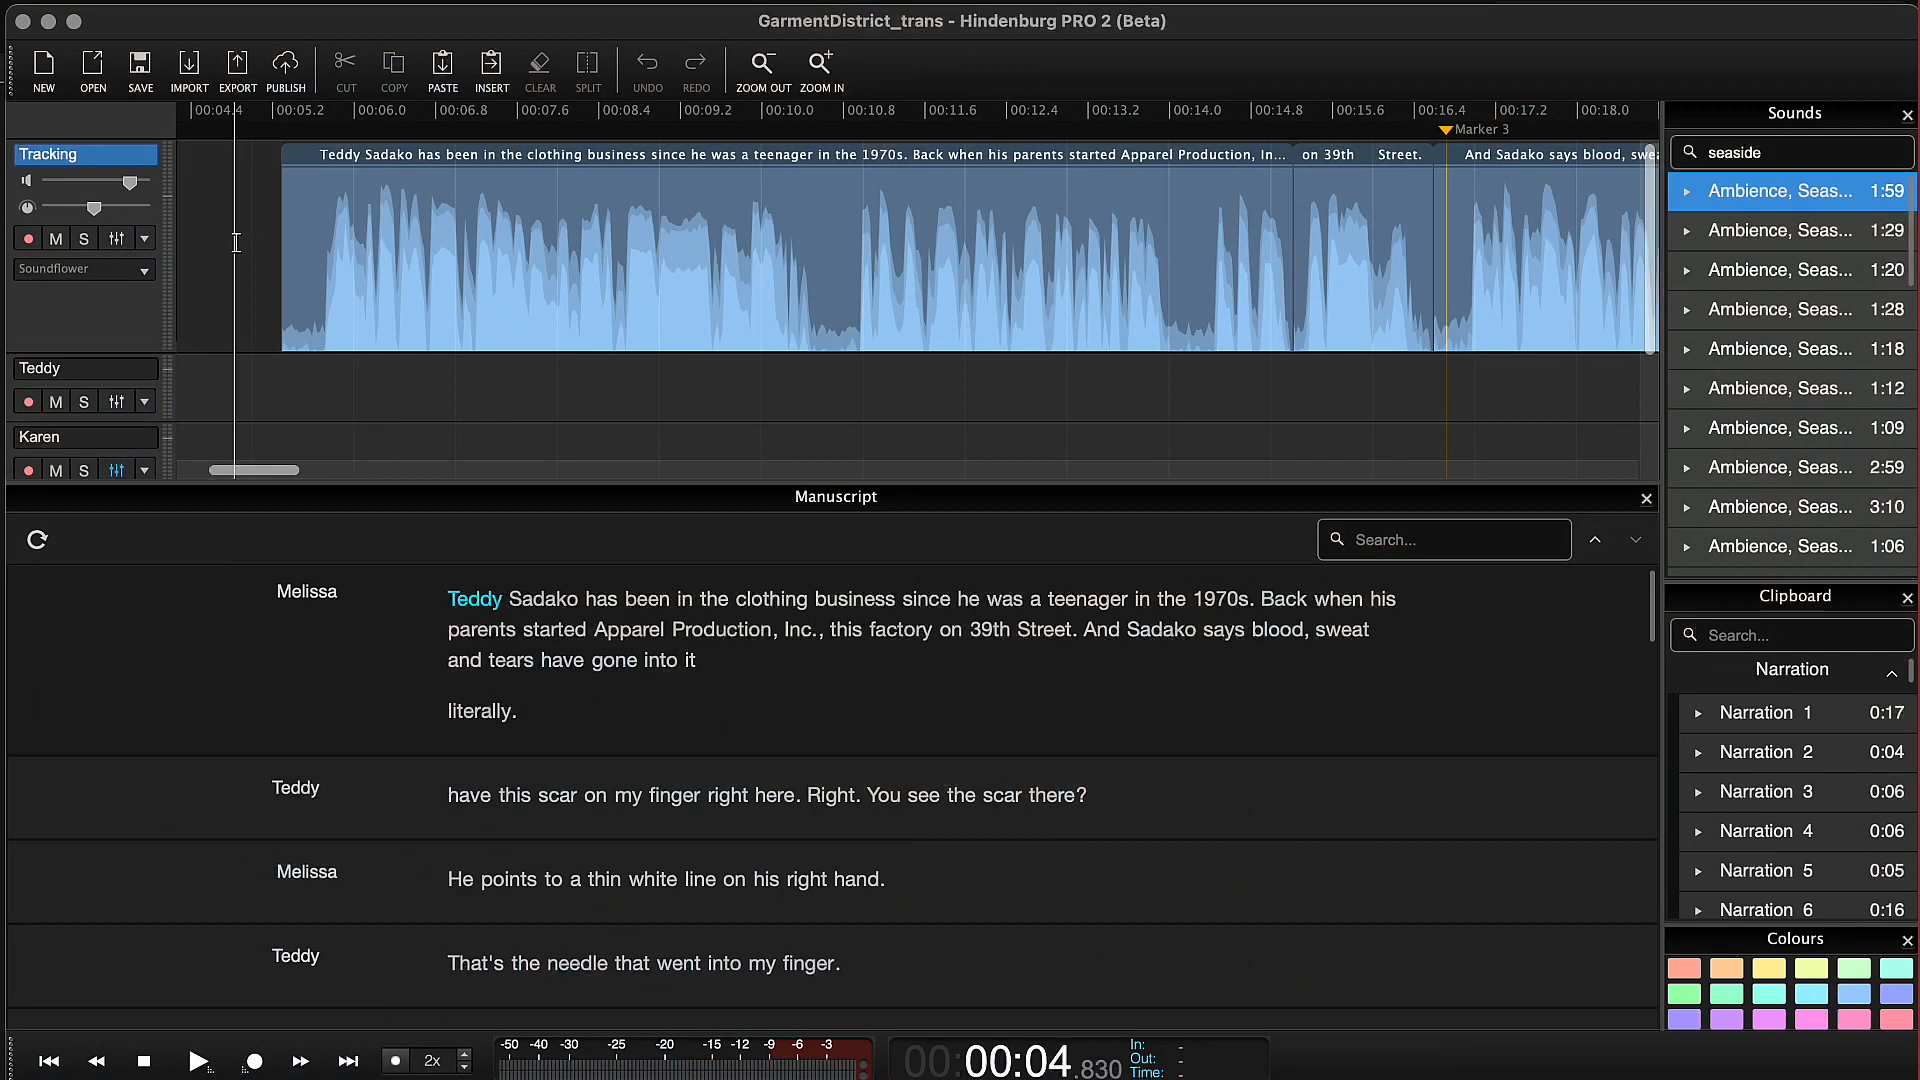 GarmentDistrict_trans - Hindenburg PRO 2 (Beta)
NEW OPEN SAVE IMPORT EXPORT PUBLISH CUT COPY PASTE INSERT CLEAR SPLIT UNDO REDO ZOOM OUT ZOOM IN
00:04.4 00:05.2 00:06.0 00:06.8 00:07.6 00:08.4 00:09.2 00:10.0 00:10.8 00:11.6 00:12.4 00:13.2 00:14.0 00:14.8 00:15.6 00:16.4 00:17.2 00:18.0
Marker 3
Tracking
Teddy Sadako has been in the clothing business since he was a teenager in the 1970s. Back when his parents started Apparel Production, In... on 39th Street. And Sadako says blood, swea
M S
Soundflower
Teddy
M S
Karen
M S
Manuscript
Search...
Melissa
Teddy Sadako has been in the clothing business since he was a teenager in the 1970s. Back when his
parents started Apparel Production, Inc., this factory on 39th Street. And Sadako says blood, sweat
and tears have gone into it
literally.
Teddy
have this scar on my finger right here. Right. You see the scar there?
Melissa
He points to a thin white line on his right hand.
Teddy
That's the needle that went into my finger.
Sounds
seaside
Ambience, Seas... 1:59
Ambience, Seas... 1:29
Ambience, Seas... 1:20
Ambience, Seas... 1:28
Ambience, Seas... 1:18
Ambience, Seas... 1:12
Ambience, Seas... 1:09
Ambience, Seas... 2:59
Ambience, Seas... 3:10
Ambience, Seas... 1:06
Clipboard
Search...
Narration
Narration 1 0:17
Narration 2 0:04
Narration 3 0:06
Narration 4 0:06
Narration 5 0:05
Narration 6 0:16
Colours
2x
-50 -40 -30 -25 -20 -15 -12 -9 -6 -3
00:00:04.830
In: -
Out: -
Time: -